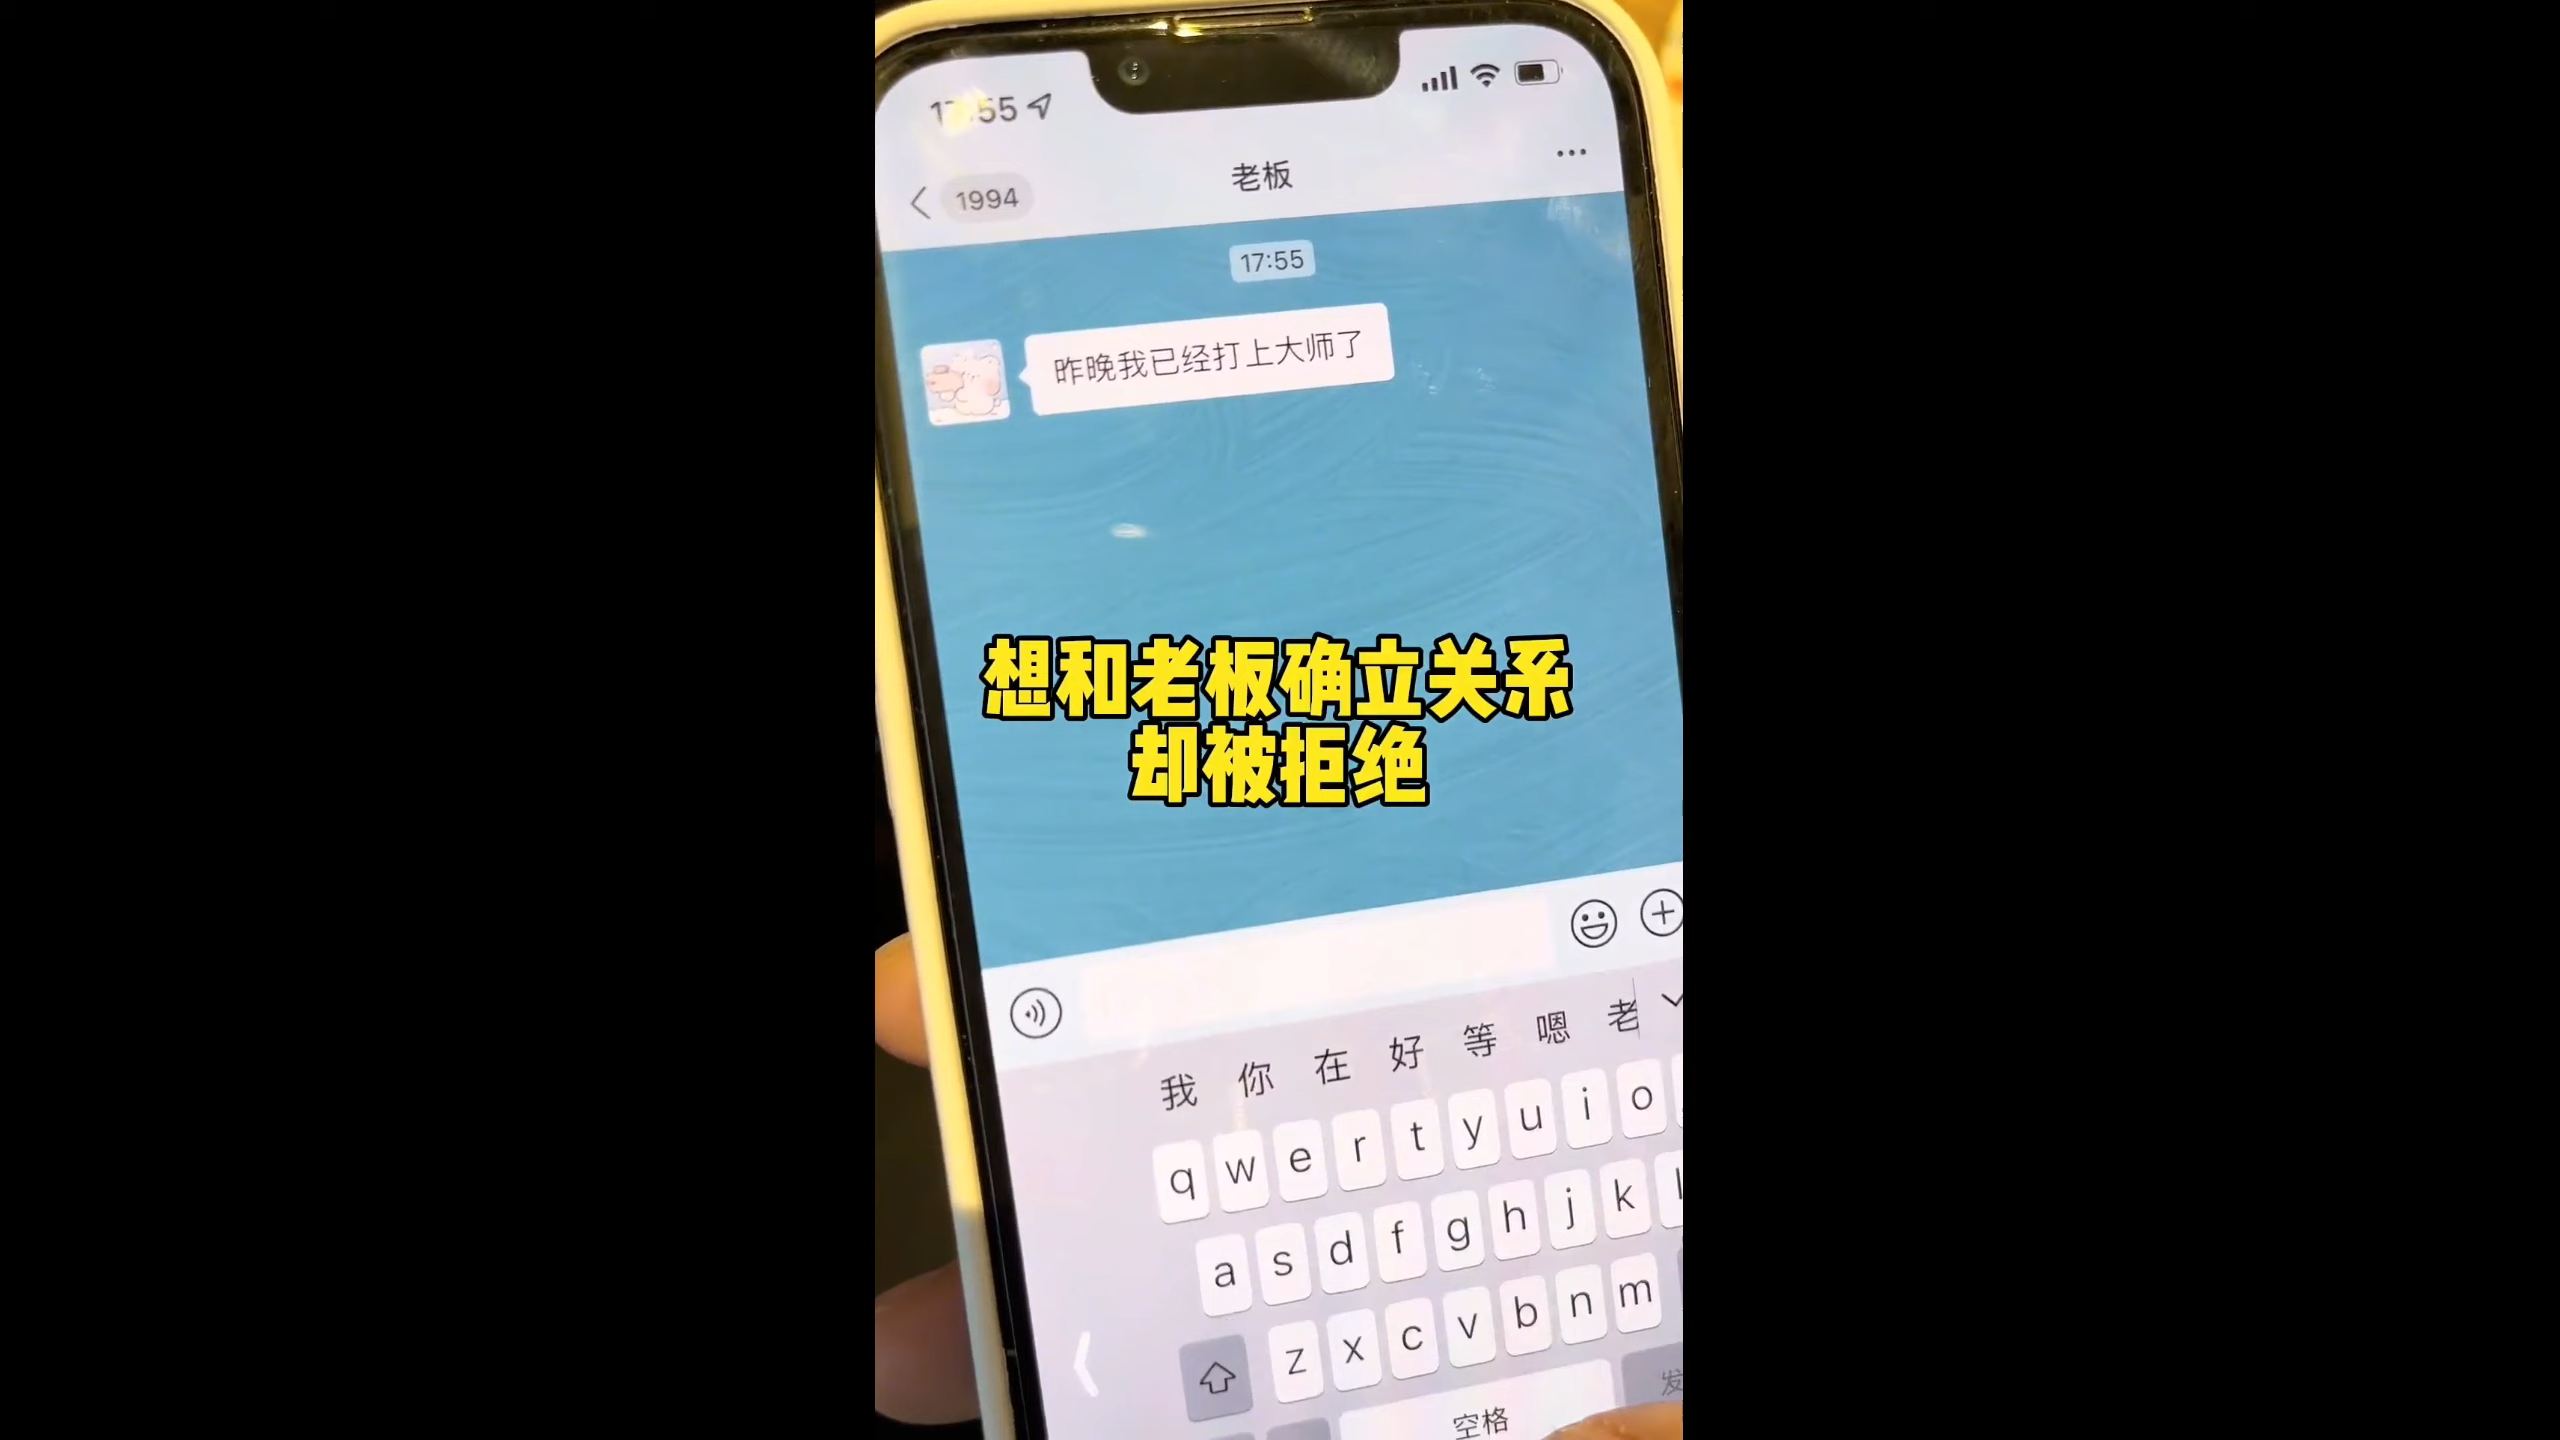 17:55
1994
老板
17:55
昨晚我已经打上大师了
想和老板确立关系
却被拒绝
我 你 在 好 等 嗯 老
q w e r t y u i o
a s d f g h j k l
z x c v b n m
空格
发